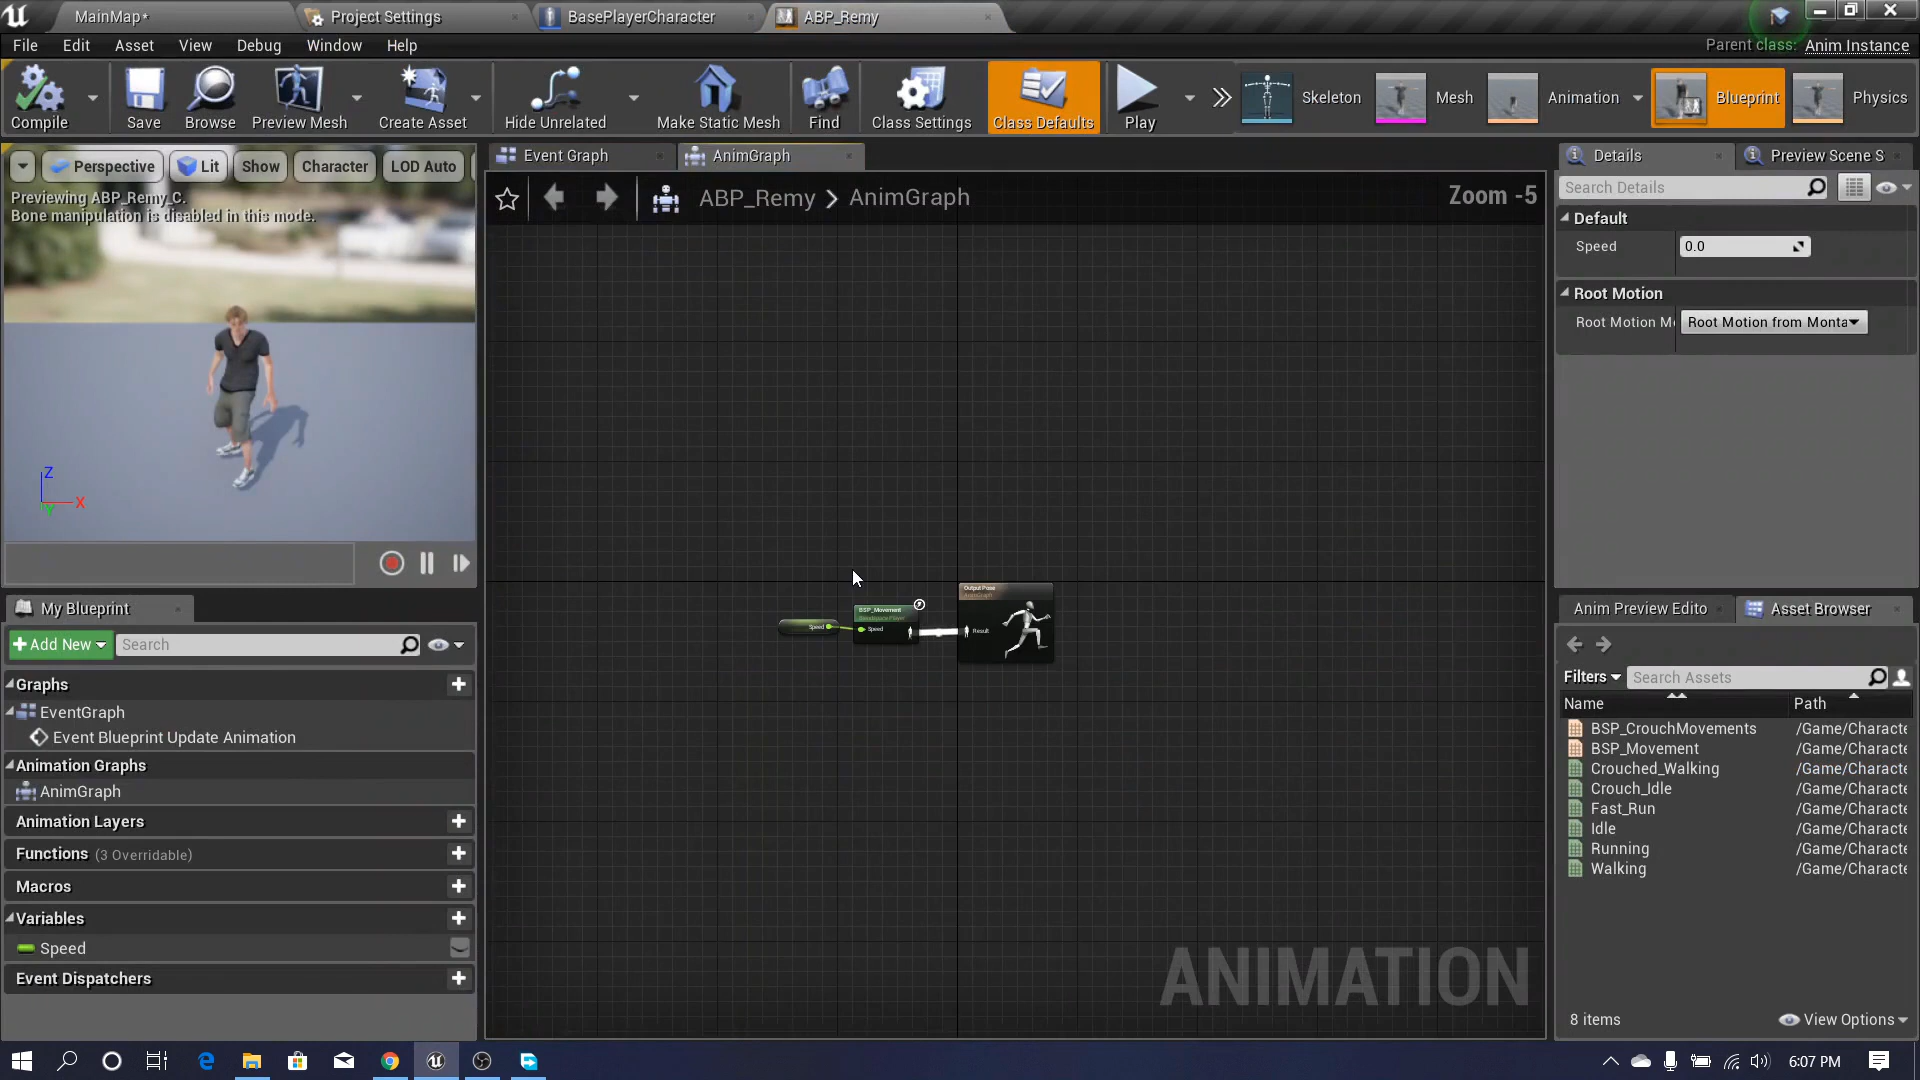 MainMap*
Project Settings
BasePlayerCharacter
ABP_Remy
File Edit Asset View Debug Window Help
Parent class: Anim Instance
Compile
Save
Browse
Preview Mesh
Create Asset
Hide Unrelated
Make Static Mesh
Find
Class Settings
Class Defaults
Play
Skeleton
Mesh
Animation
Blueprint
Physics
Perspective Lit Show Character LOD Auto
Previewing ABP_Remy_C.
Bone manipulation is disabled in this mode.
Z
X
Y
Event Graph
AnimGraph
ABP_Remy > AnimGraph
Zoom -5
Speed
BSP_Movement
Blendspace Player
Speed
Output Pose
AnimGraph
Result
ANIMATION
My Blueprint
Add New
Search
Graphs
EventGraph
Event Blueprint Update Animation
Animation Graphs
AnimGraph
Animation Layers
Functions (3 Overridable)
Macros
Variables
Speed
Event Dispatchers
Details
Preview Scene S
Search Details
Default
Speed 0.0
Root Motion
Root Motion M Root Motion from Monta
Anim Preview Edito
Asset Browser
Filters Search Assets
Name Path
BSP_CrouchMovements /Game/Characte
BSP_Movement /Game/Characte
Crouched_Walking /Game/Characte
Crouch_Idle /Game/Characte
Fast_Run /Game/Characte
Idle /Game/Characte
Running /Game/Characte
Walking /Game/Characte
8 items
View Options
6:07 PM